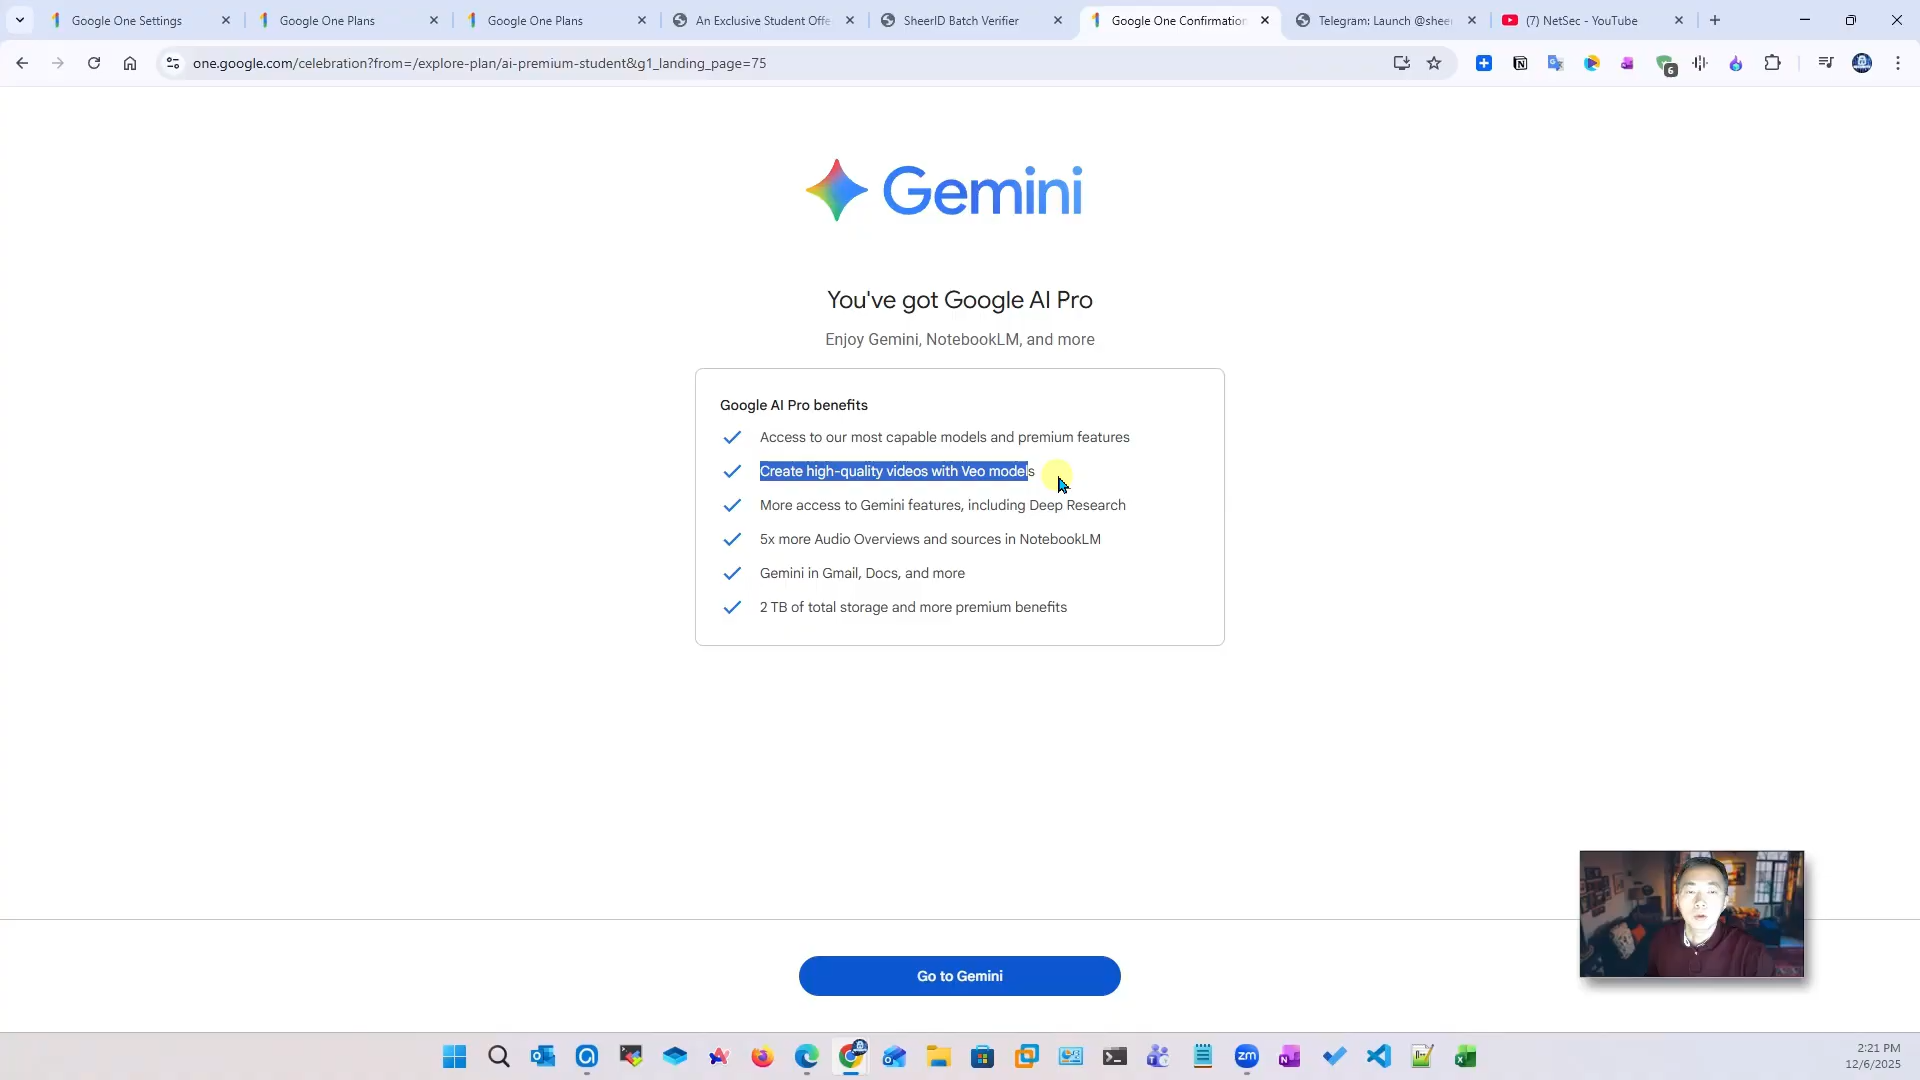 Google One Settings
Google One Plans
Google One Plans
An Exclusive Student Offe
SheerID Batch Verifier
Google One Confirmation
Telegram: Launch @shee
(7) NetSec - YouTube
one.google.com/celebration?from=/explore-plan/ai-premium-student&g1_landing_page=75
6
Gemini
You've got Google AI Pro
Enjoy Gemini, NotebookLM, and more
Google AI Pro benefits
Access to our most capable models and premium features
Create high-quality videos with Veo models
More access to Gemini features, including Deep Research
5x more Audio Overviews and sources in NotebookLM
Gemini in Gmail, Docs, and more
2 TB of total storage and more premium benefits
Go to Gemini
zm
2:21 PM
12/6/2025